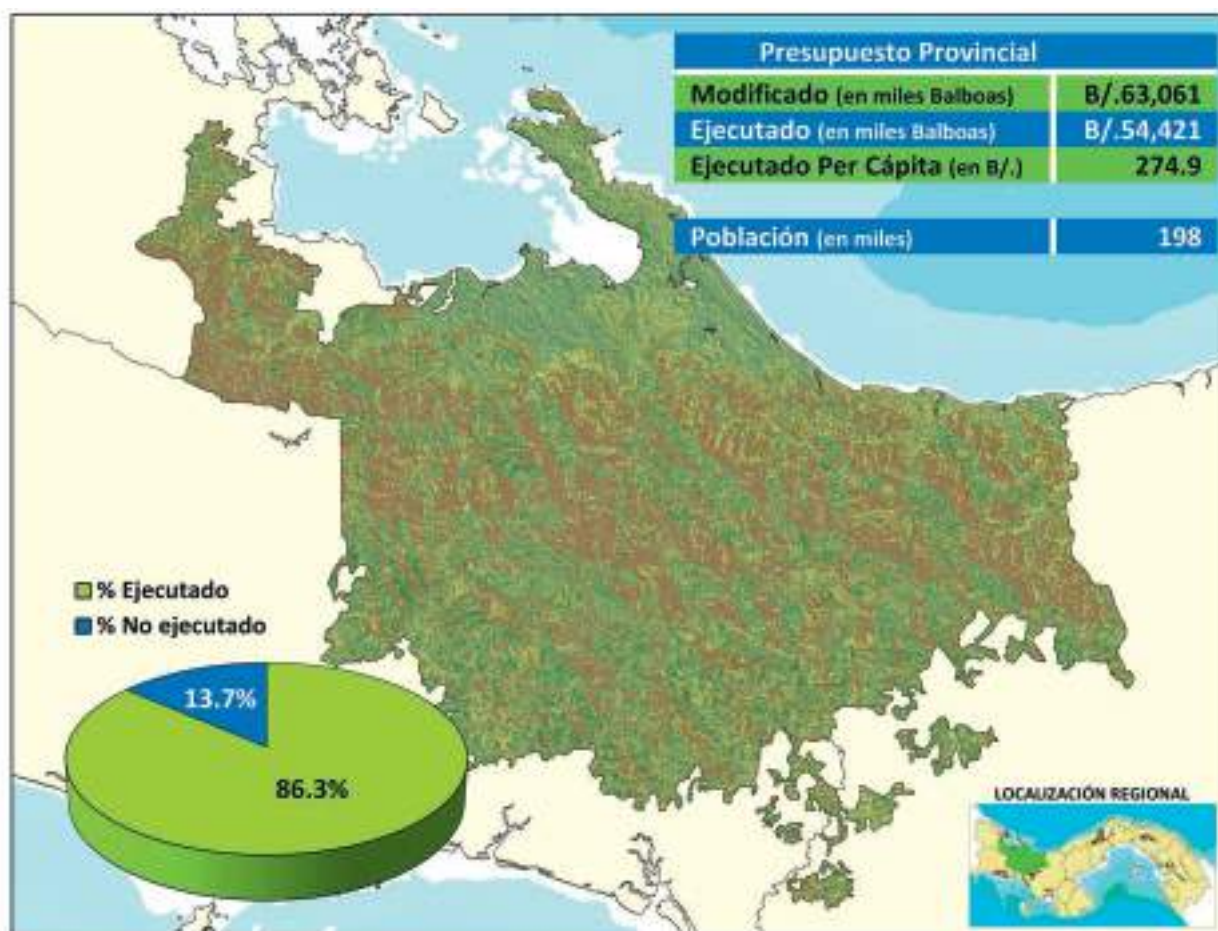 Presupuesto Provincial
Modificado (en miles Balboas) B/.63,061
Ejecutado (en miles Balboas) B/.54,421
Ejecutado Per Cápita (en B/.) 274.9
Población (en miles) 198
% Ejecutado
% No ejecutado
13.7%
86.3%
LOCALIZACIÓN REGIONAL